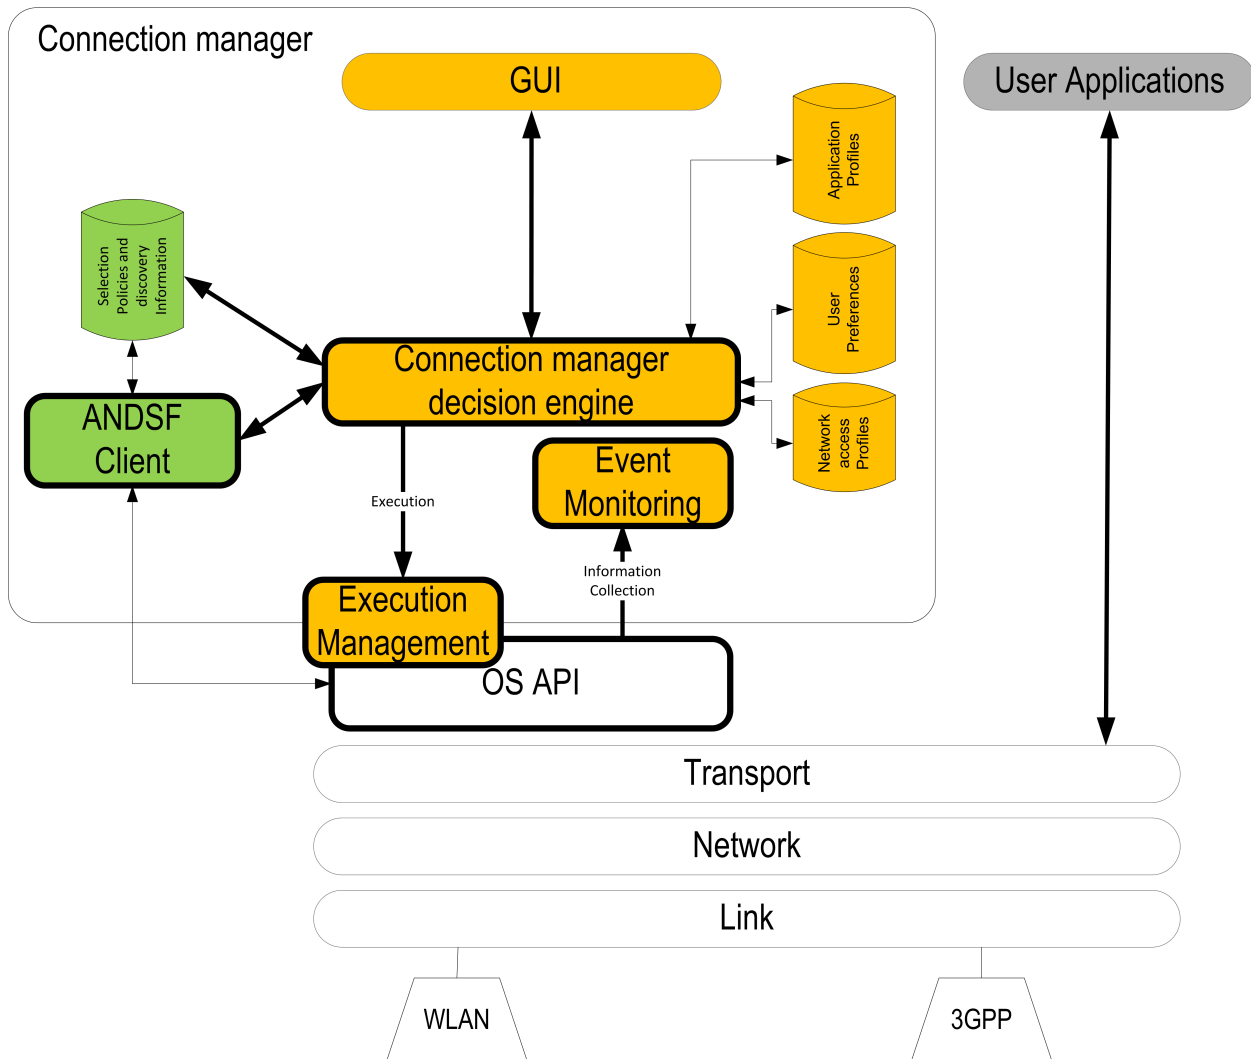 Connection manager
GUI
User Applications
Application
Profiles
Selection
Policies and
discovery
Information
User
Preferences
Connection manager
decision engine
ANDSF
Client
Network
access
Profiles
Event
Monitoring
Execution
Information
Collection
Execution
Management
OS API
Transport
Network
Link
WLAN
3GPP